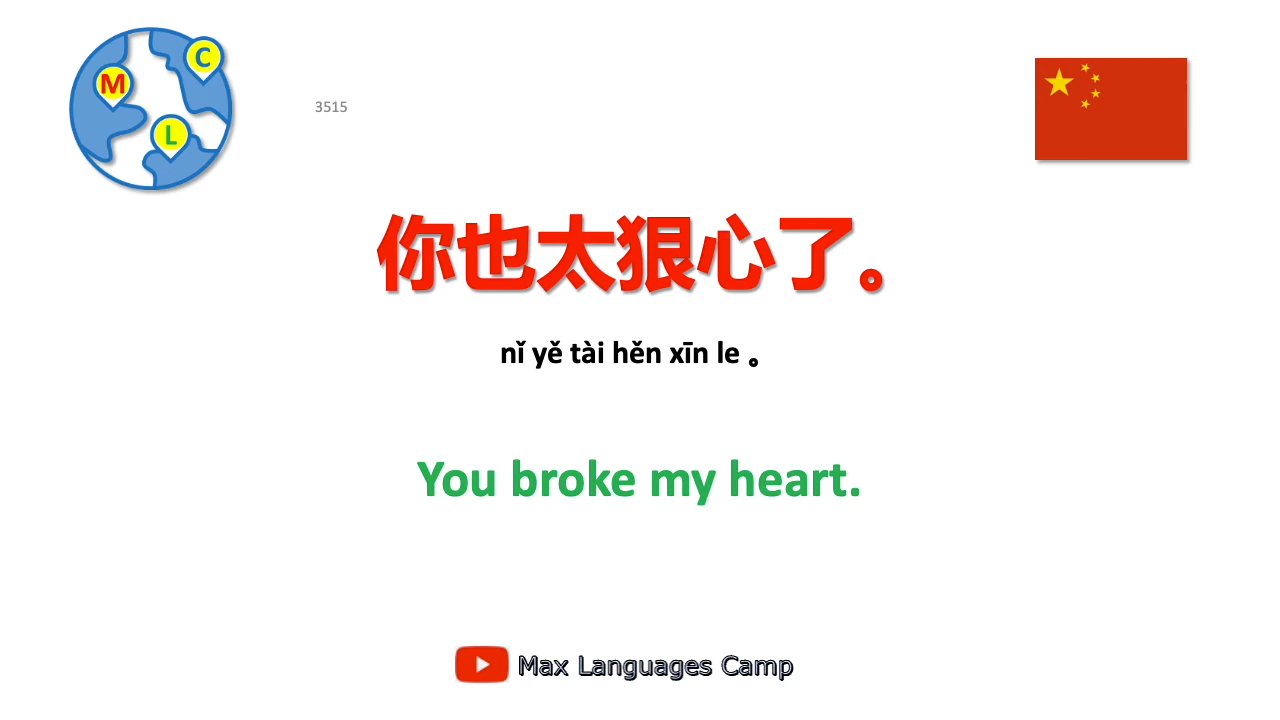 M
C
L
3515
你也太狠心了。
nǐ yě tài hěn xīn le 。
You broke my heart.
Max Languages Camp